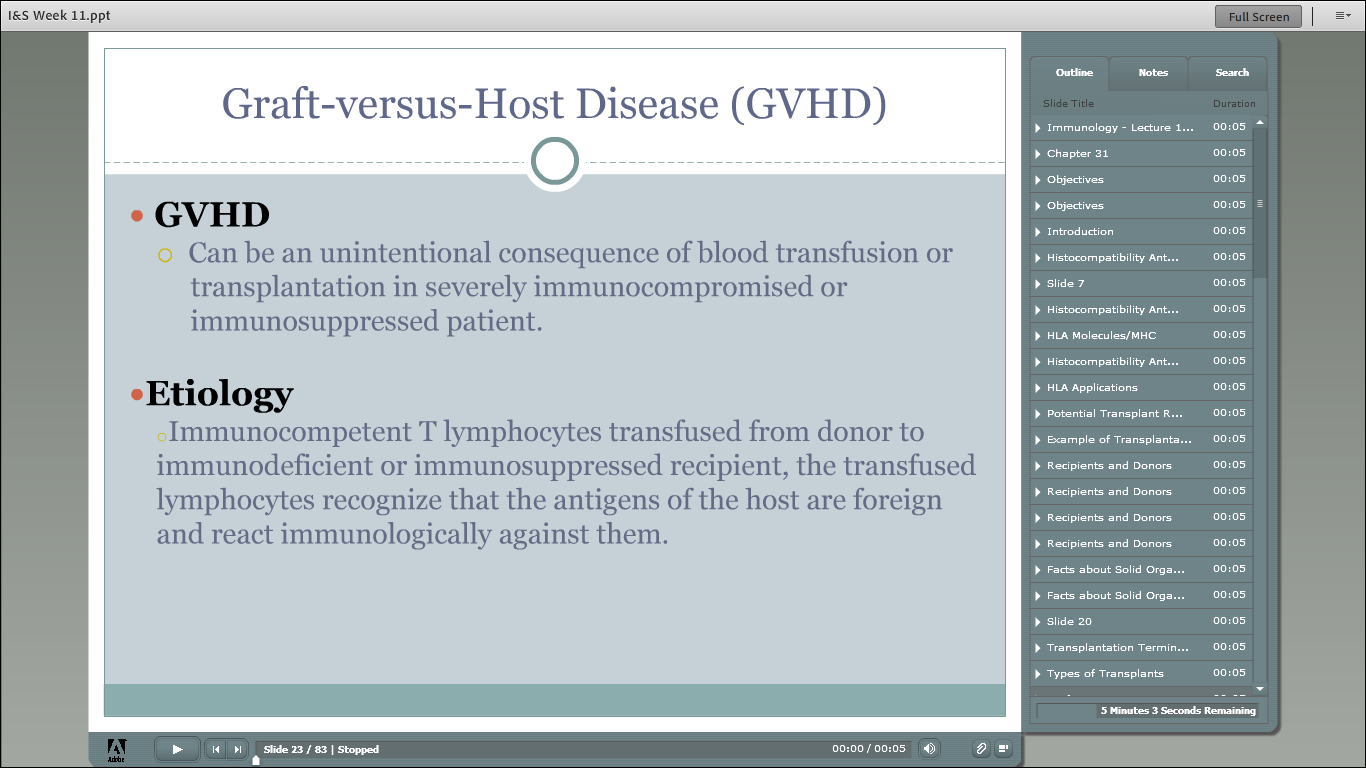 I&S Week 11.ppt
Full Screen
Graft-versus-Host Disease (GVHD)
GVHD
Can be an unintentional consequence of blood transfusion or
transplantation in severely immunocompromised or
immunosuppressed patient.
Etiology
Immunocompetent T lymphocytes transfused from donor to
immunodeficient or immunosuppressed recipient, the transfused
lymphocytes recognize that the antigens of the host are foreign
and react immunologically against them.
Outline Notes Search
Slide Title Duration
Immunology - Lecture 1... 00:05
Chapter 31 00:05
Objectives 00:05
Objectives 00:05
Introduction 00:05
Histocompatibility Ant... 00:05
Slide 7 00:05
Histocompatibility Ant... 00:05
HLA Molecules/MHC 00:05
Histocompatibility Ant... 00:05
HLA Applications 00:05
Potential Transplant R... 00:05
Example of Transplanta... 00:05
Recipients and Donors 00:05
Recipients and Donors 00:05
Recipients and Donors 00:05
Recipients and Donors 00:05
Facts about Solid Orga... 00:05
Facts about Solid Orga... 00:05
Slide 20 00:05
Transplantation Termin... 00:05
Types of Transplants 00:05
5 Minutes 3 Seconds Remaining
Adobe
Slide 23 / 83 | Stopped
00:00 / 00:05